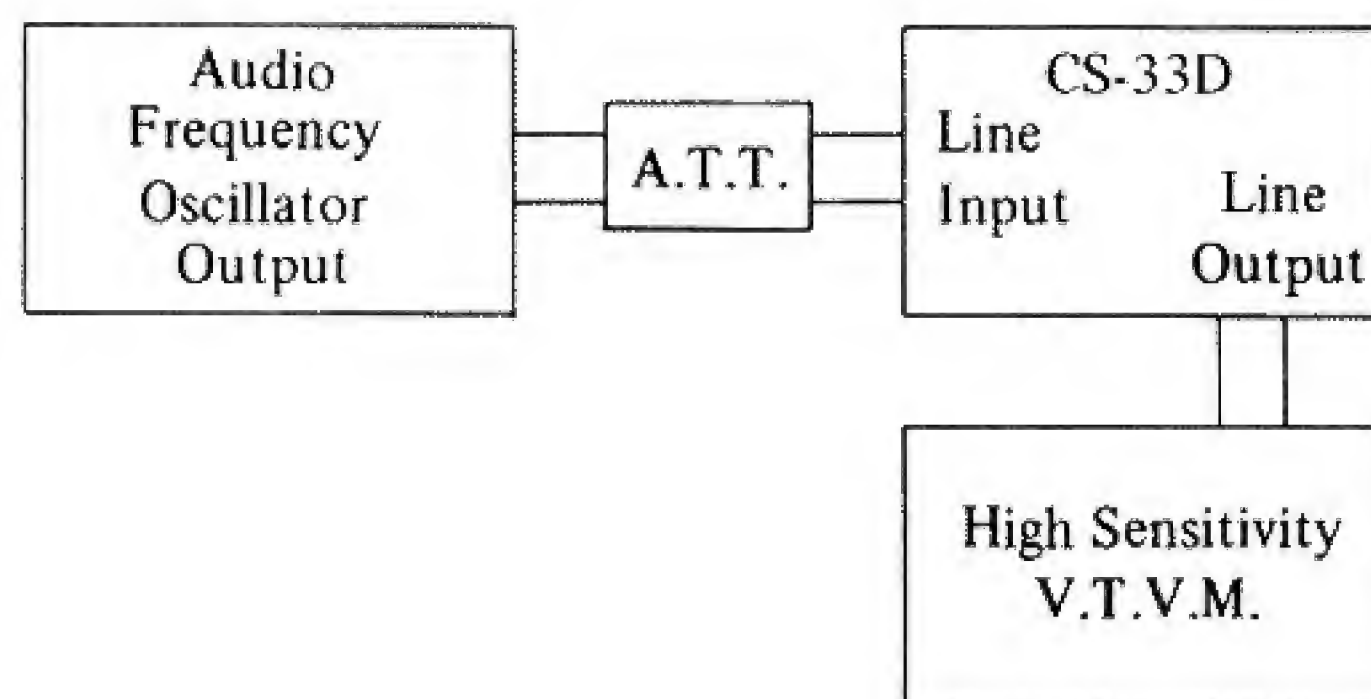 Audio
Frequency
Oscillator
Output
A.T.T.
CS-33D
Line
Input
Line
Output
High Sensitivity
V.T.V.M.